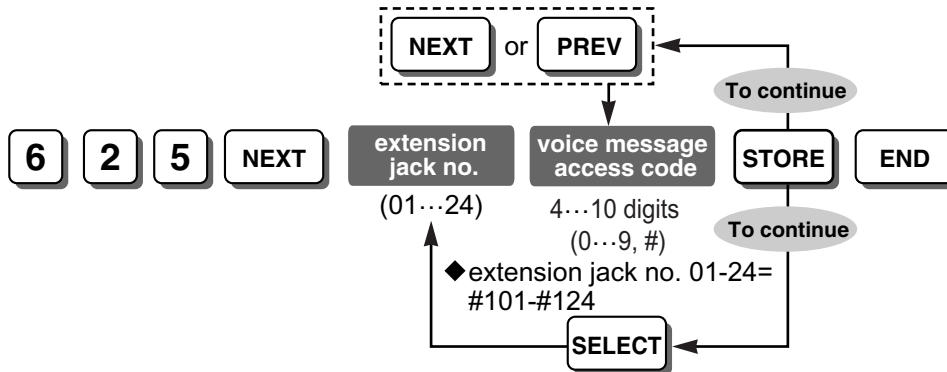 NEXT or PREV
To continue
6 2 5 NEXT extension jack no. voice message access code STORE END
(01···24)
4···10 digits
(0···9, #)
To continue
◆extension jack no. 01-24=
#101-#124
SELECT